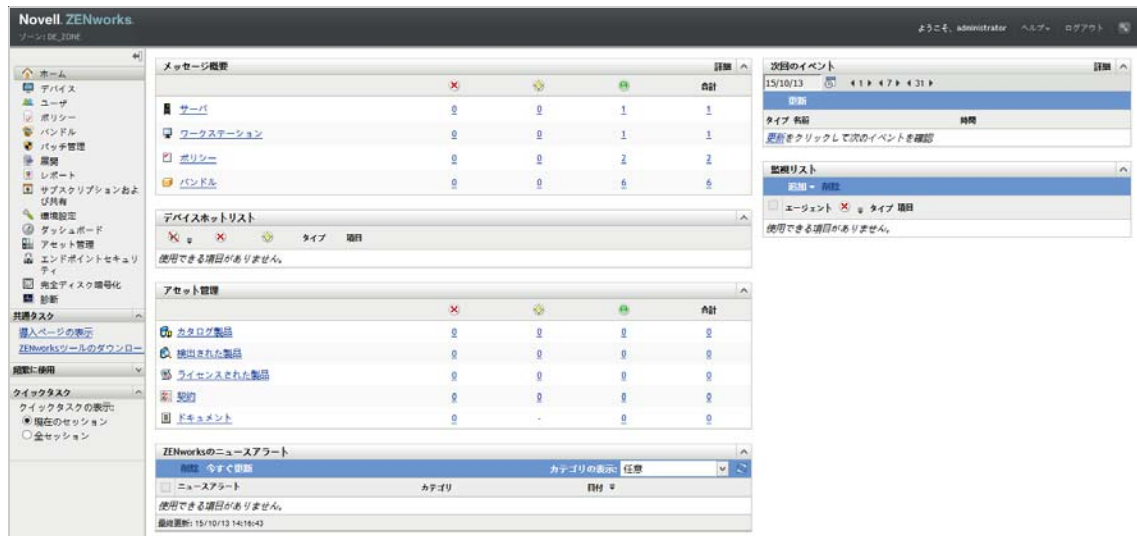 Novell. ZENworks.
ゾーン: DE_ZONE
ようこそ、administrator ヘルプ ログアウト
ホーム
デバイス
ユーザ
ポリシー
バンドル
パッチ管理
展開
レポート
サブスクリプションおよ
び共有
環境設定
ダッシュボード
アセット管理
エンドポイントセキュリ
ティ
完全ディスク暗号化
診断
共通タスク
導入ページの表示
ZENworksツールのダウンロー
頻繁に使用
クイックタスク
クイックタスクの表示:
現在のセッション
全セッション
メッセージ概要 詳細
合計
サーバ 0 0 1 1
ワークステーション 0 0 1 1
ポリシー 0 0 2 2
バンドル 0 0 6 6
デバイスホットリスト
タイプ 項目
使用できる項目がありません。
アセット管理
合計
カタログ製品 0 0 0 0
検出された製品 0 0 0 0
ライセンスされた製品 0 0 0 0
契約 0 0 0 0
ドキュメント 0 - 0 0
ZENworksのニュースアラート
削除 今すぐ更新 カテゴリの表示: 任意
ニュースアラート カテゴリ 日付
使用できる項目がありません。
最終更新: 15/10/13 14:16:43
次回のイベント 詳細
15/10/13 1 7 31
更新
タイプ 名前 時間
更新をクリックして次のイベントを確認
監視リスト
追加 削除
エージェント タイプ 項目
使用できる項目がありません。